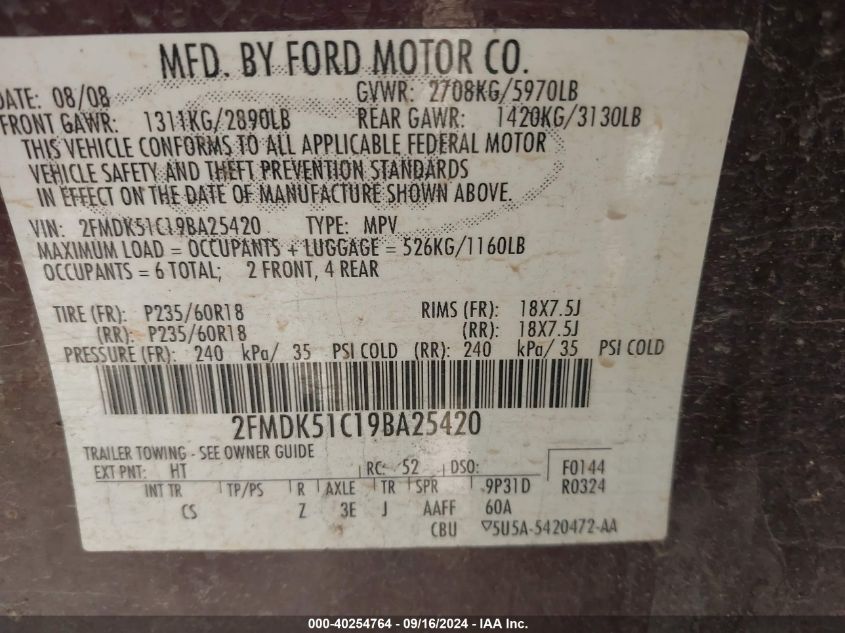 MFD. BY FORD MOTOR CO.
DATE: 08/08 GVWR: 2708KG/5970LB
FRONT GAWR: 1311KG/2890LB REAR GAWR: 1420KG/3130LB
THIS VEHICLE CONFORMS TO ALL APPLICABLE FEDERAL MOTOR
VEHICLE SAFETY AND THEFT PREVENTION STANDARDS
IN EFFECT ON THE DATE OF MANUFACTURE SHOWN ABOVE.
VIN: 2FMDK51C19BA25420 TYPE: MPV
MAXIMUM LOAD = OCCUPANTS + LUGGAGE = 526KG/1160LB
OCCUPANTS = 6 TOTAL; 2 FRONT, 4 REAR
TIRE (FR): P235/60R18 RIMS (FR): 18X7.5J
(RR): P235/60R18 (RR): 18X7.5J
PRESSURE (FR): 240 kPa/ 35 PSI COLD (RR): 240 kPa/ 35 PSI COLD
2FMDK51C19BA25420
TRAILER TOWING - SEE OWNER GUIDE
EXT PNT: HT RC: 52 DSO: F0144
INT TR TP/PS R AXLE TR SPR 9P31D R0324
CS Z 3E J AAFF 60A
CBU ▽5U5A-5420472-AA
000-40254764 - 09/16/2024 - IAA Inc.